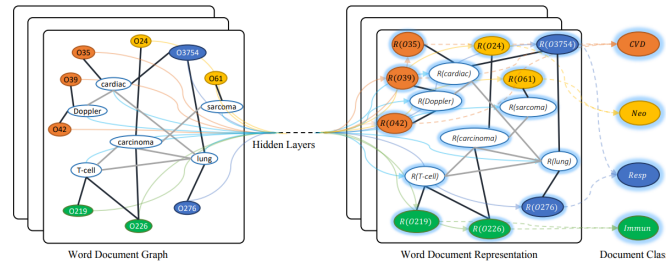 O24
O35
O3754
O39
cardiac
O61
Doppler
sarcoma
O42
carcinoma
lung
T-cell
O219
O226
O276
Word Document Graph
Hidden Layers
R(O35)
R(O24)
R(O3754)
CVD
R(O39)
R(cardiac)
R(O61)
R(Doppler)
R(sarcoma)
Neo
R(O42)
R(carcinoma)
R(lung)
R(T-cell)
Resp
R(O276)
R(O219)
R(O226)
Immun
Word Document Representation
Document Clas